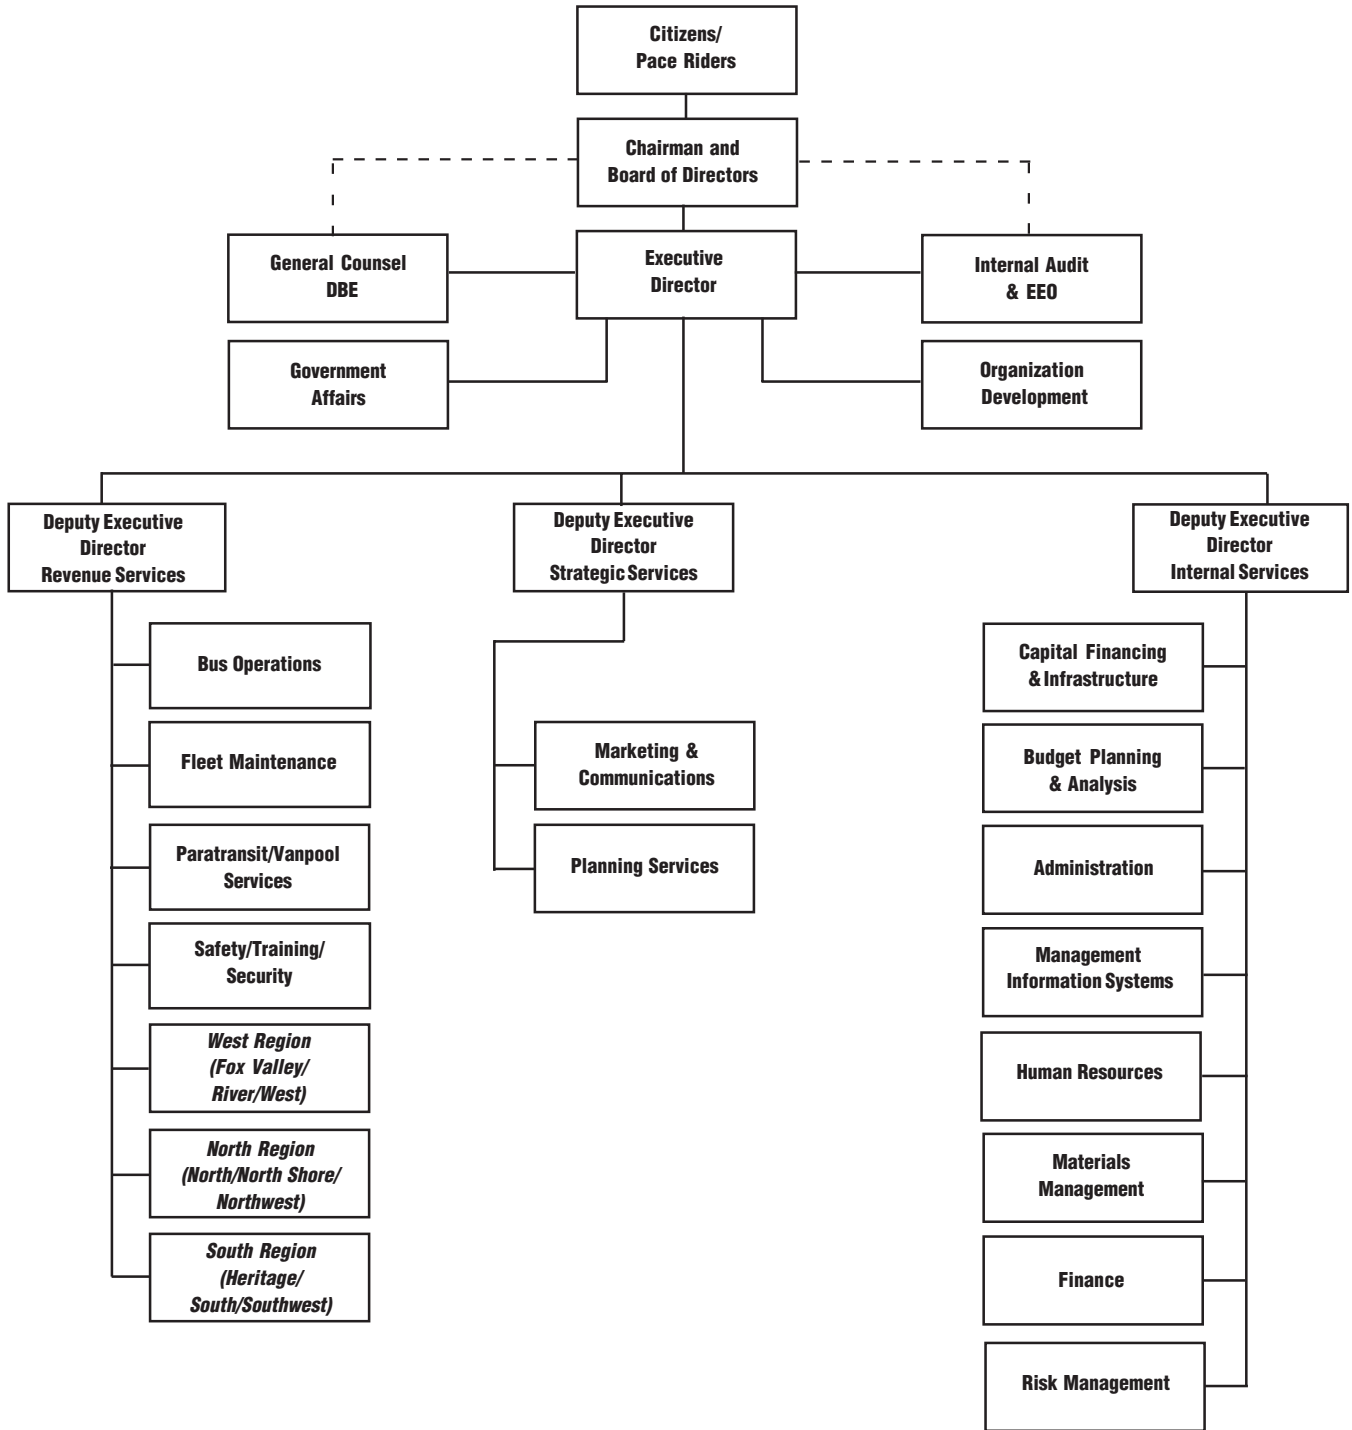 Citizens/
Pace Riders
Chairman and
Board of Directors
General Counsel
DBE
Executive
Director
Internal Audit
& EEO
Government
Affairs
Organization
Development
Deputy Executive
Director
Revenue Services
Deputy Executive
Director
Strategic Services
Deputy Executive
Director
Internal Services
Bus Operations
Fleet Maintenance
Paratransit/Vanpool
Services
Safety/Training/
Security
West Region
(Fox Valley/
River/West)
North Region
(North/North Shore/
Northwest)
South Region
(Heritage/
South/Southwest)
Marketing &
Communications
Planning Services
Capital Financing
& Infrastructure
Budget Planning
& Analysis
Administration
Management
Information Systems
Human Resources
Materials
Management
Finance
Risk Management